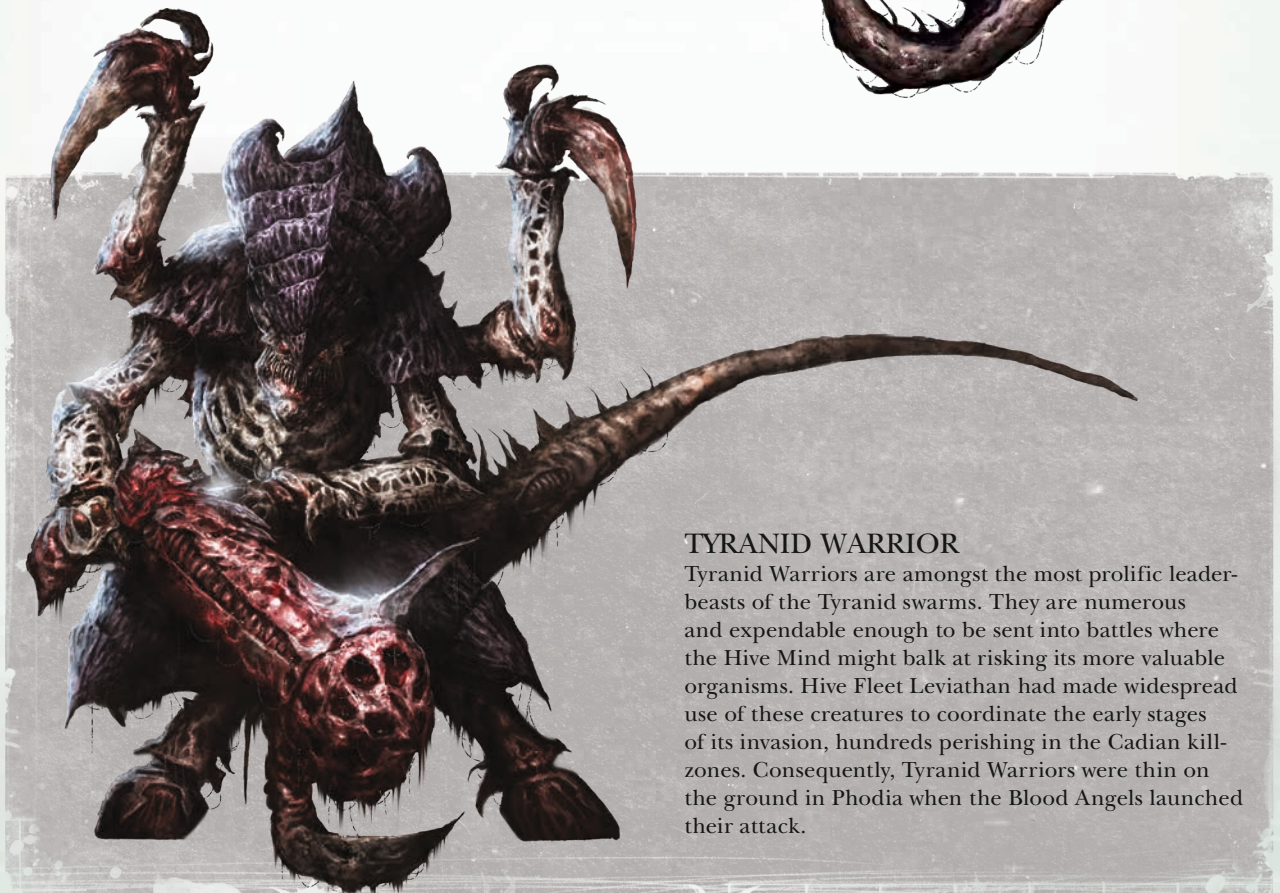 TYRANID WARRIOR
Tyranid Warriors are amongst the most prolific leader-
beasts of the Tyranid swarms. They are numerous
and expendable enough to be sent into battles where
the Hive Mind might balk at risking its more valuable
organisms. Hive Fleet Leviathan had made widespread
use of these creatures to coordinate the early stages
of its invasion, hundreds perishing in the Cadian kill-
zones. Consequently, Tyranid Warriors were thin on
the ground in Phodia when the Blood Angels launched
their attack.